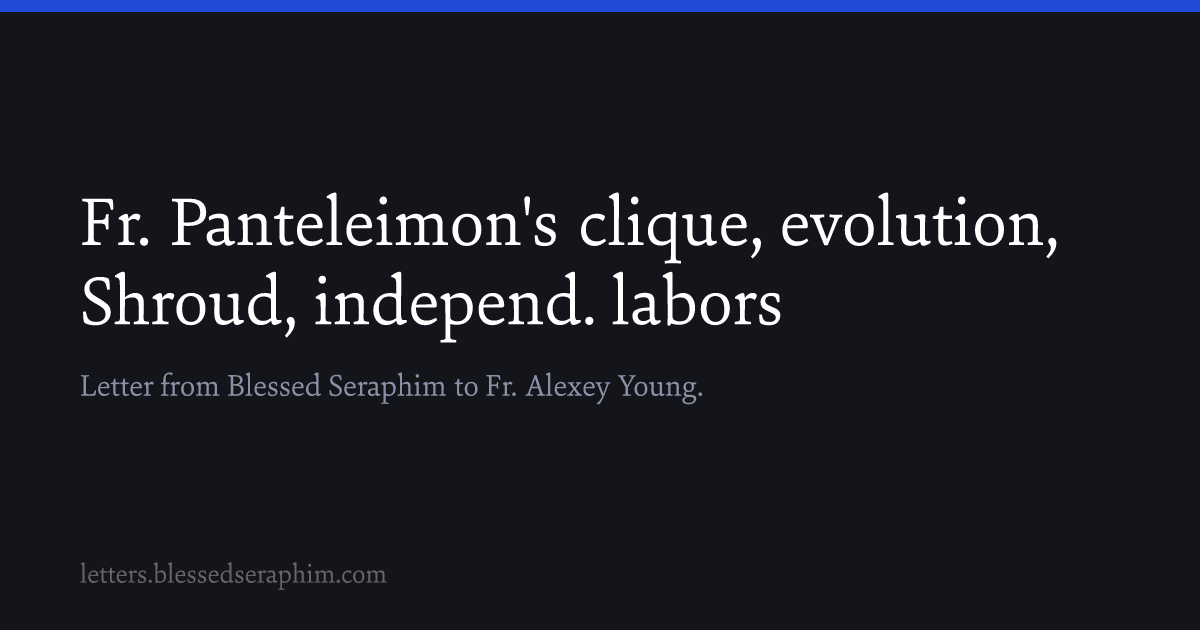 Fr. Panteleimon's clique, evolution,
Shroud, independ. labors
Letter from Blessed Seraphim to Fr. Alexey Young.
letters.blessedseraphim.com